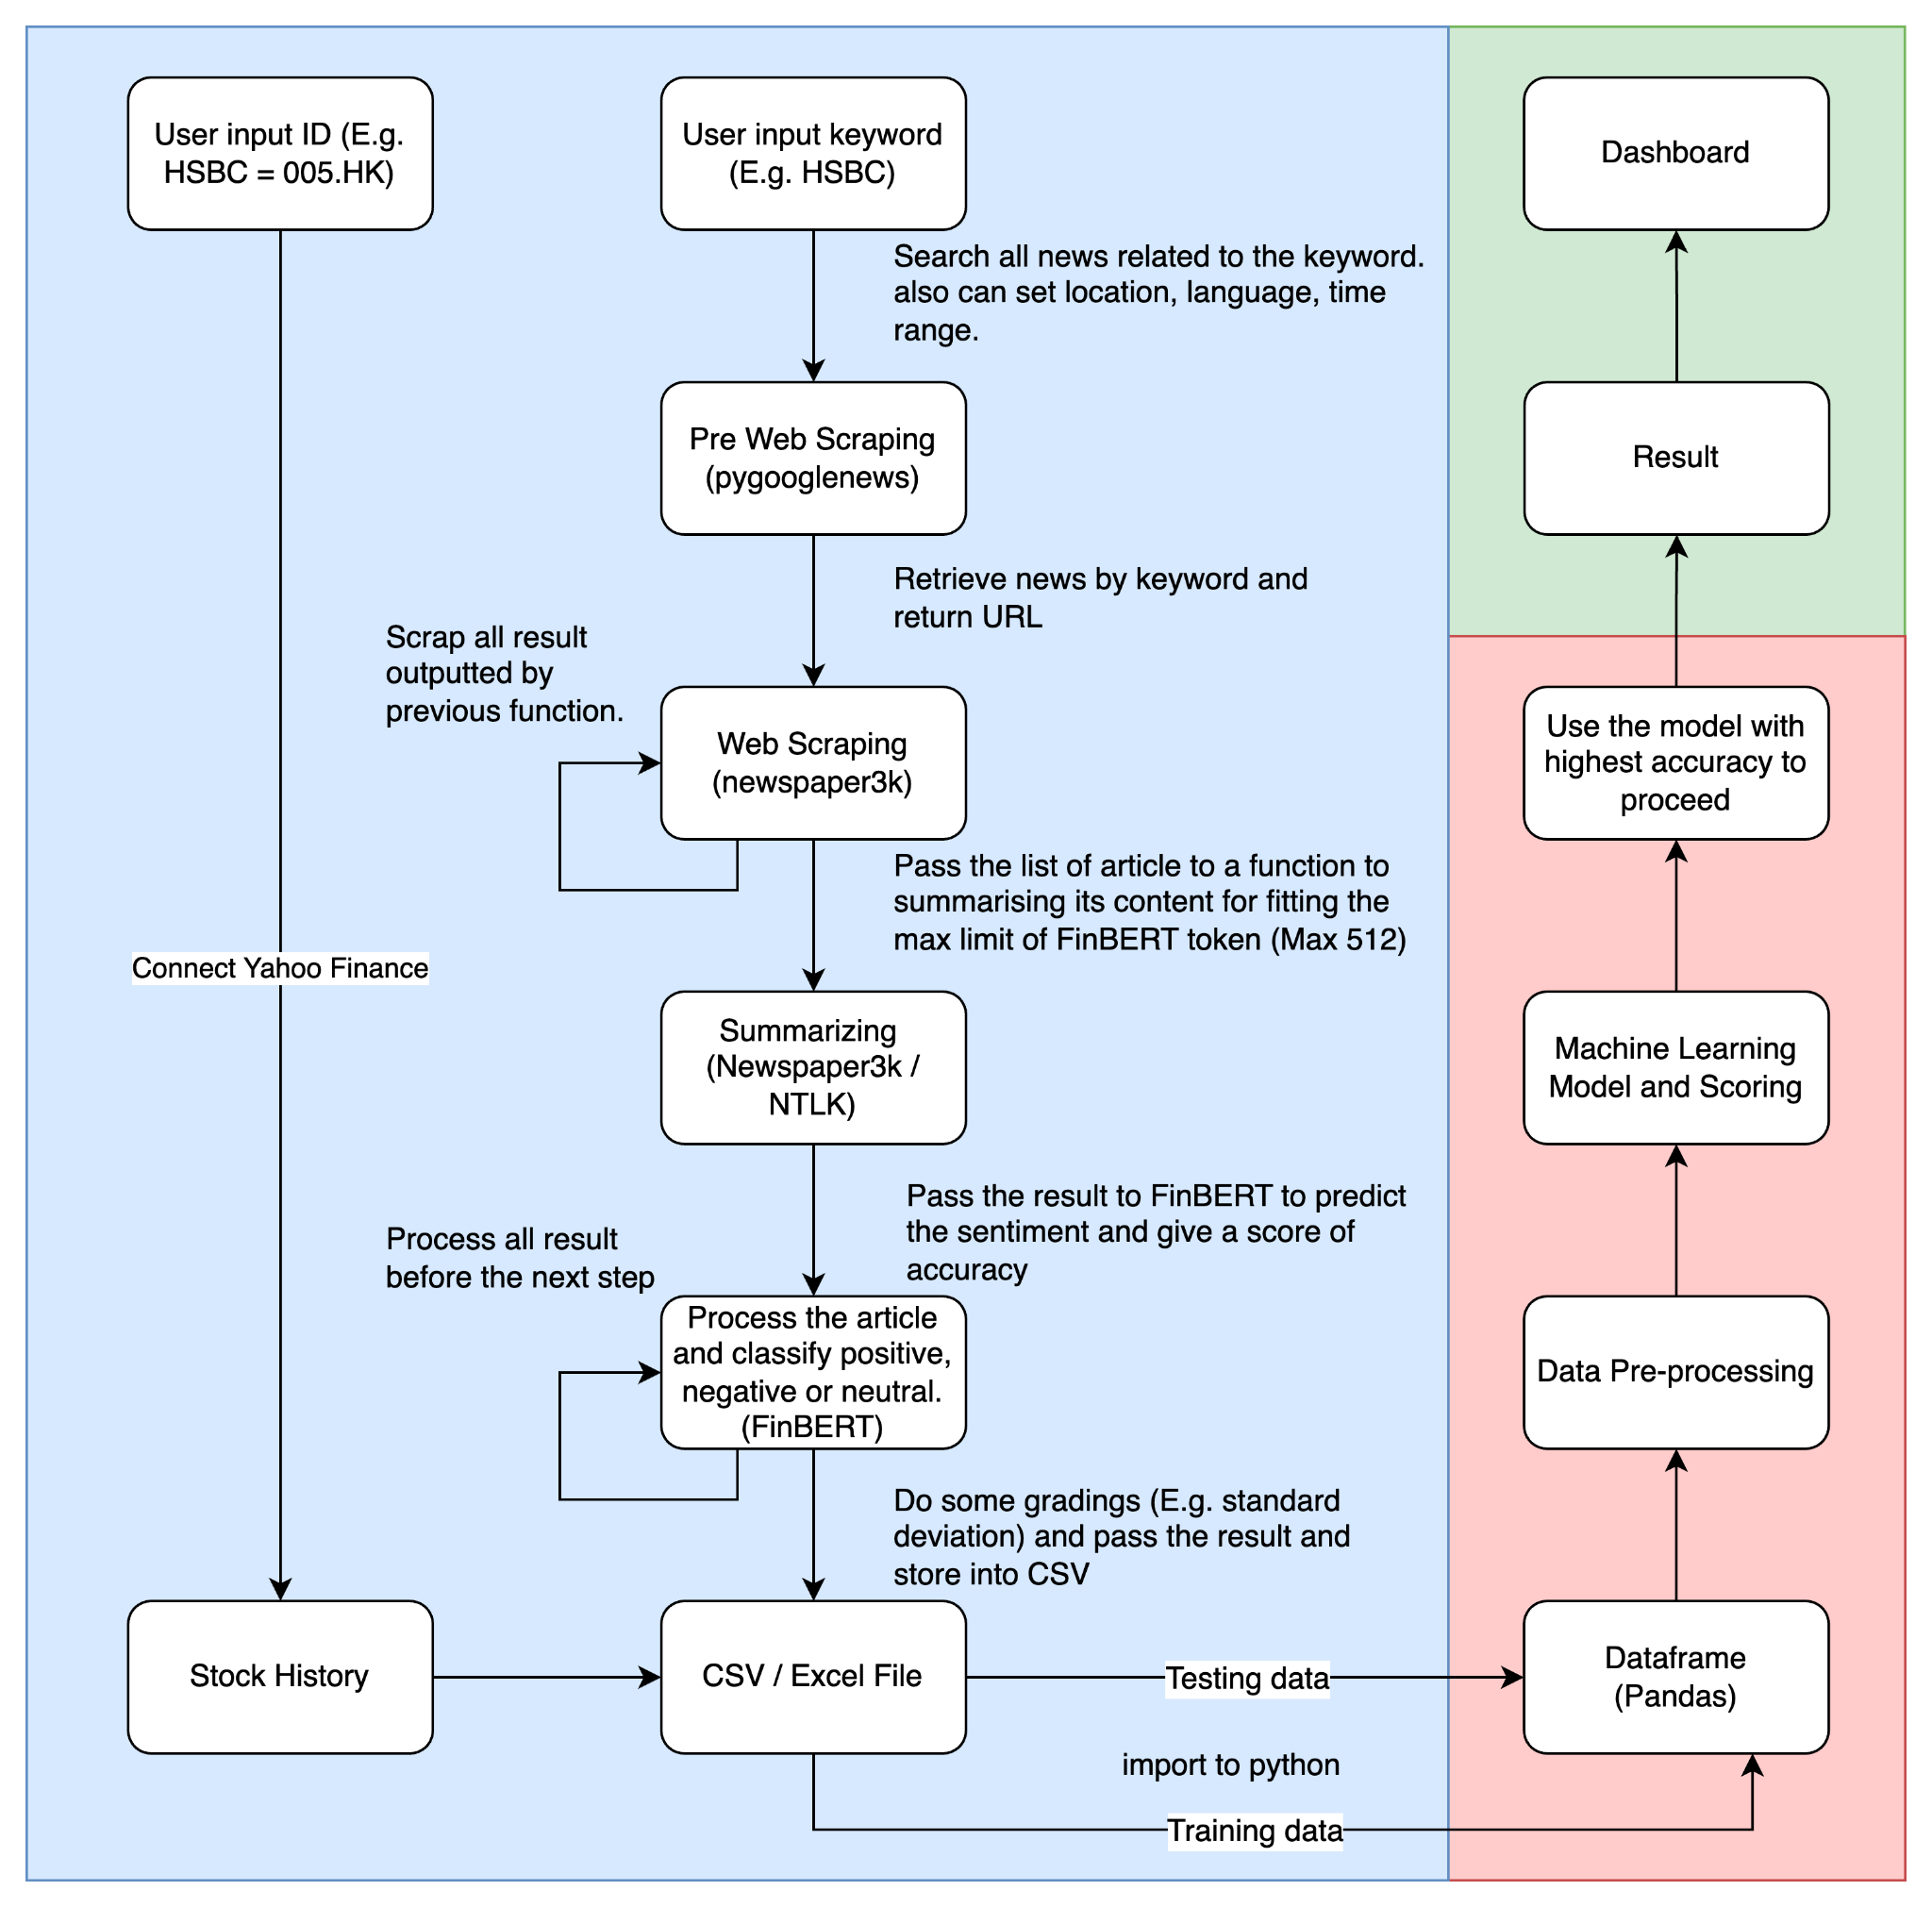 User input ID (E.g.
HSBC = 005.HK)
User input keyword
(E.g. HSBC)
Dashboard
Search all news related to the keyword.
also can set location, language, time
range.
Pre Web Scraping
(pygooglenews)
Result
Retrieve news by keyword and
return URL
Scrap all result
outputted by
previous function.
Web Scraping
(newspaper3k)
Use the model with
highest accuracy to
proceed
Pass the list of article to a function to
summarising its content for fitting the
max limit of FinBERT token (Max 512)
Connect Yahoo Finance
Summarizing
(Newspaper3k /
NTLK)
Machine Learning
Model and Scoring
Pass the result to FinBERT to predict
the sentiment and give a score of
accuracy
Process all result
before the next step
Process the article
and classify positive,
negative or neutral.
(FinBERT)
Data Pre-processing
Do some gradings (E.g. standard
deviation) and pass the result and
store into CSV
Stock History
CSV / Excel File
Testing data
Dataframe
(Pandas)
import to python
Training data